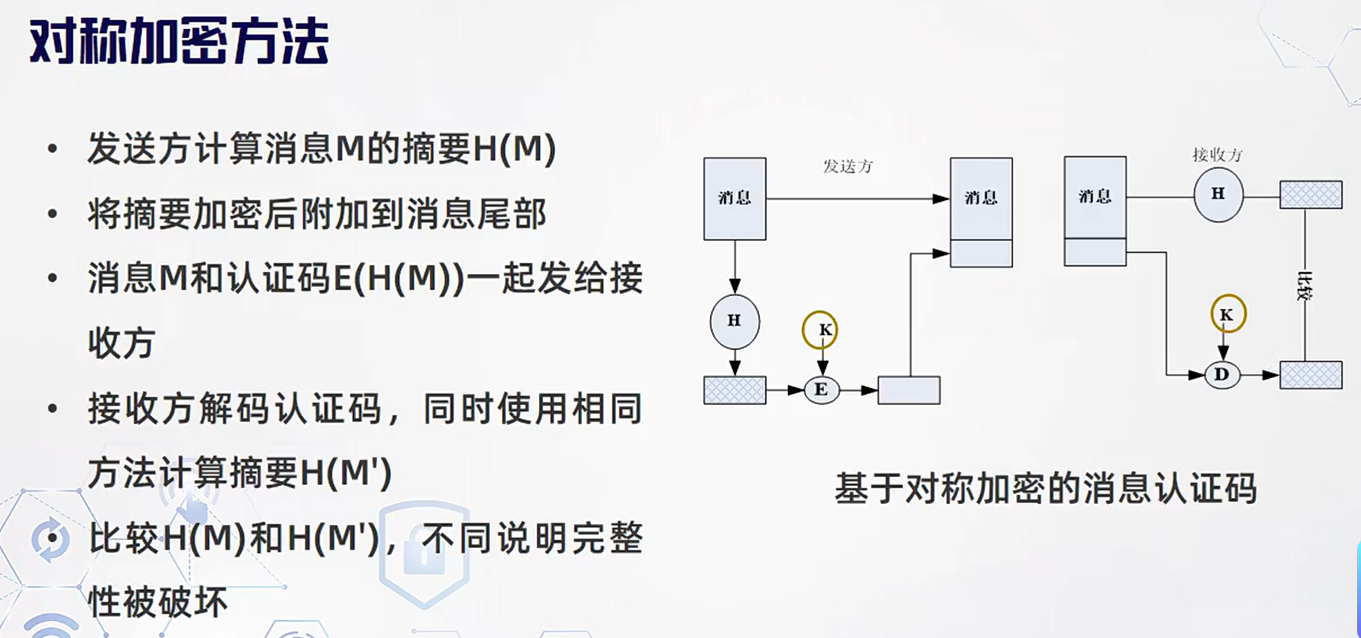 对称加密方法
• 发送方计算消息M的摘要H(M)
• 将摘要加密后附加到消息尾部
• 消息M和认证码E(H(M))一起发给接
收方
• 接收方解码认证码，同时使用相同
方法计算摘要H(M')
• 比较H(M)和H(M')，不同说明完整
性被破坏
发送方
消息
消息
H
K
E
接收方
消息
H
比较
K
D
基于对称加密的消息认证码